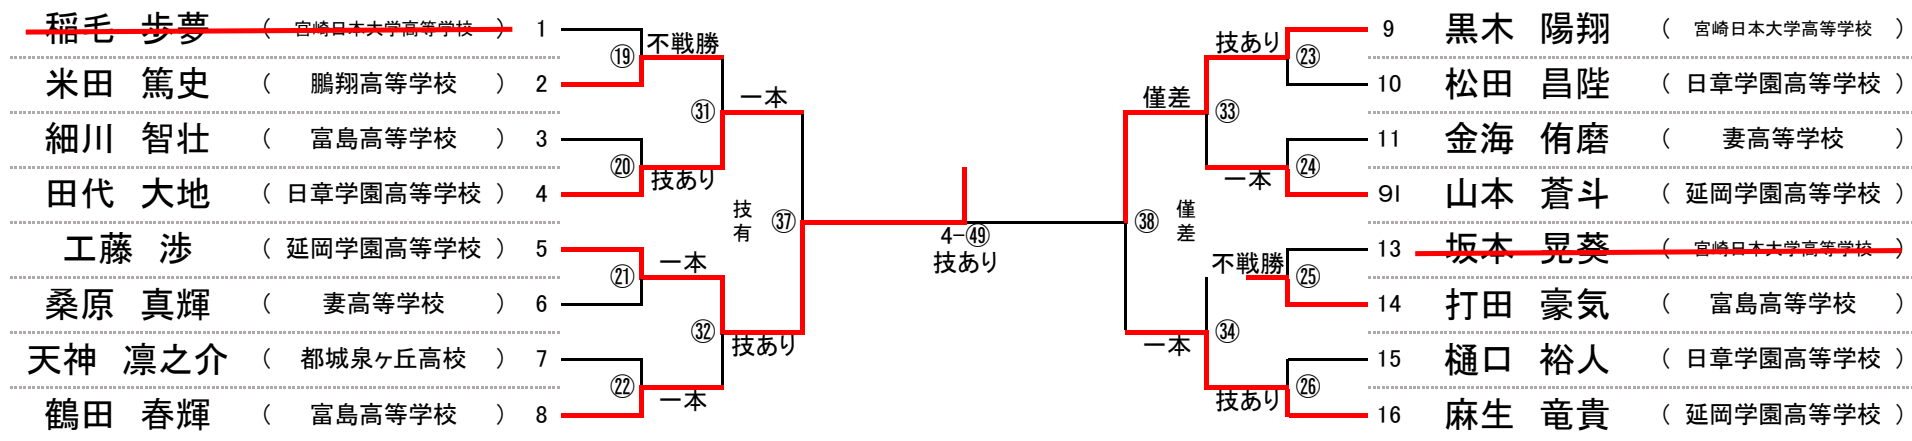 稲毛 歩夢 ( 宮崎日本大学高等学校 ) 1
米田 篤史 ( 鵬翔高等学校 ) 2
細川 智壮 ( 富島高等学校 ) 3
田代 大地 ( 日章学園高等学校 ) 4
工藤 渉 ( 延岡学園高等学校 ) 5
桑原 真輝 ( 妻高等学校 ) 6
天神 凛之介 ( 都城泉ヶ丘高校 ) 7
鶴田 春輝 ( 富島高等学校 ) 8
⑲ 不戦勝
⑳ 技あり
㉑ 一本
㉒ 一本
㉛ 一本
㉜ 技あり
技有 ㊲
4-㊾
技あり
㊳ 僅差
僅差 ㉝
一本 ㉞
技あり ㉓
一本 ㉔
不戦勝 ㉕
技あり ㉖
9 黒木 陽翔 ( 宮崎日本大学高等学校 )
10 松田 昌陛 ( 日章学園高等学校 )
11 金海 侑磨 ( 妻高等学校 )
9I 山本 蒼斗 ( 延岡学園高等学校 )
13 坂本 晃葵 ( 宮崎日本大学高等学校 )
14 打田 豪気 ( 富島高等学校 )
15 樋口 裕人 ( 日章学園高等学校 )
16 麻生 竜貴 ( 延岡学園高等学校 )